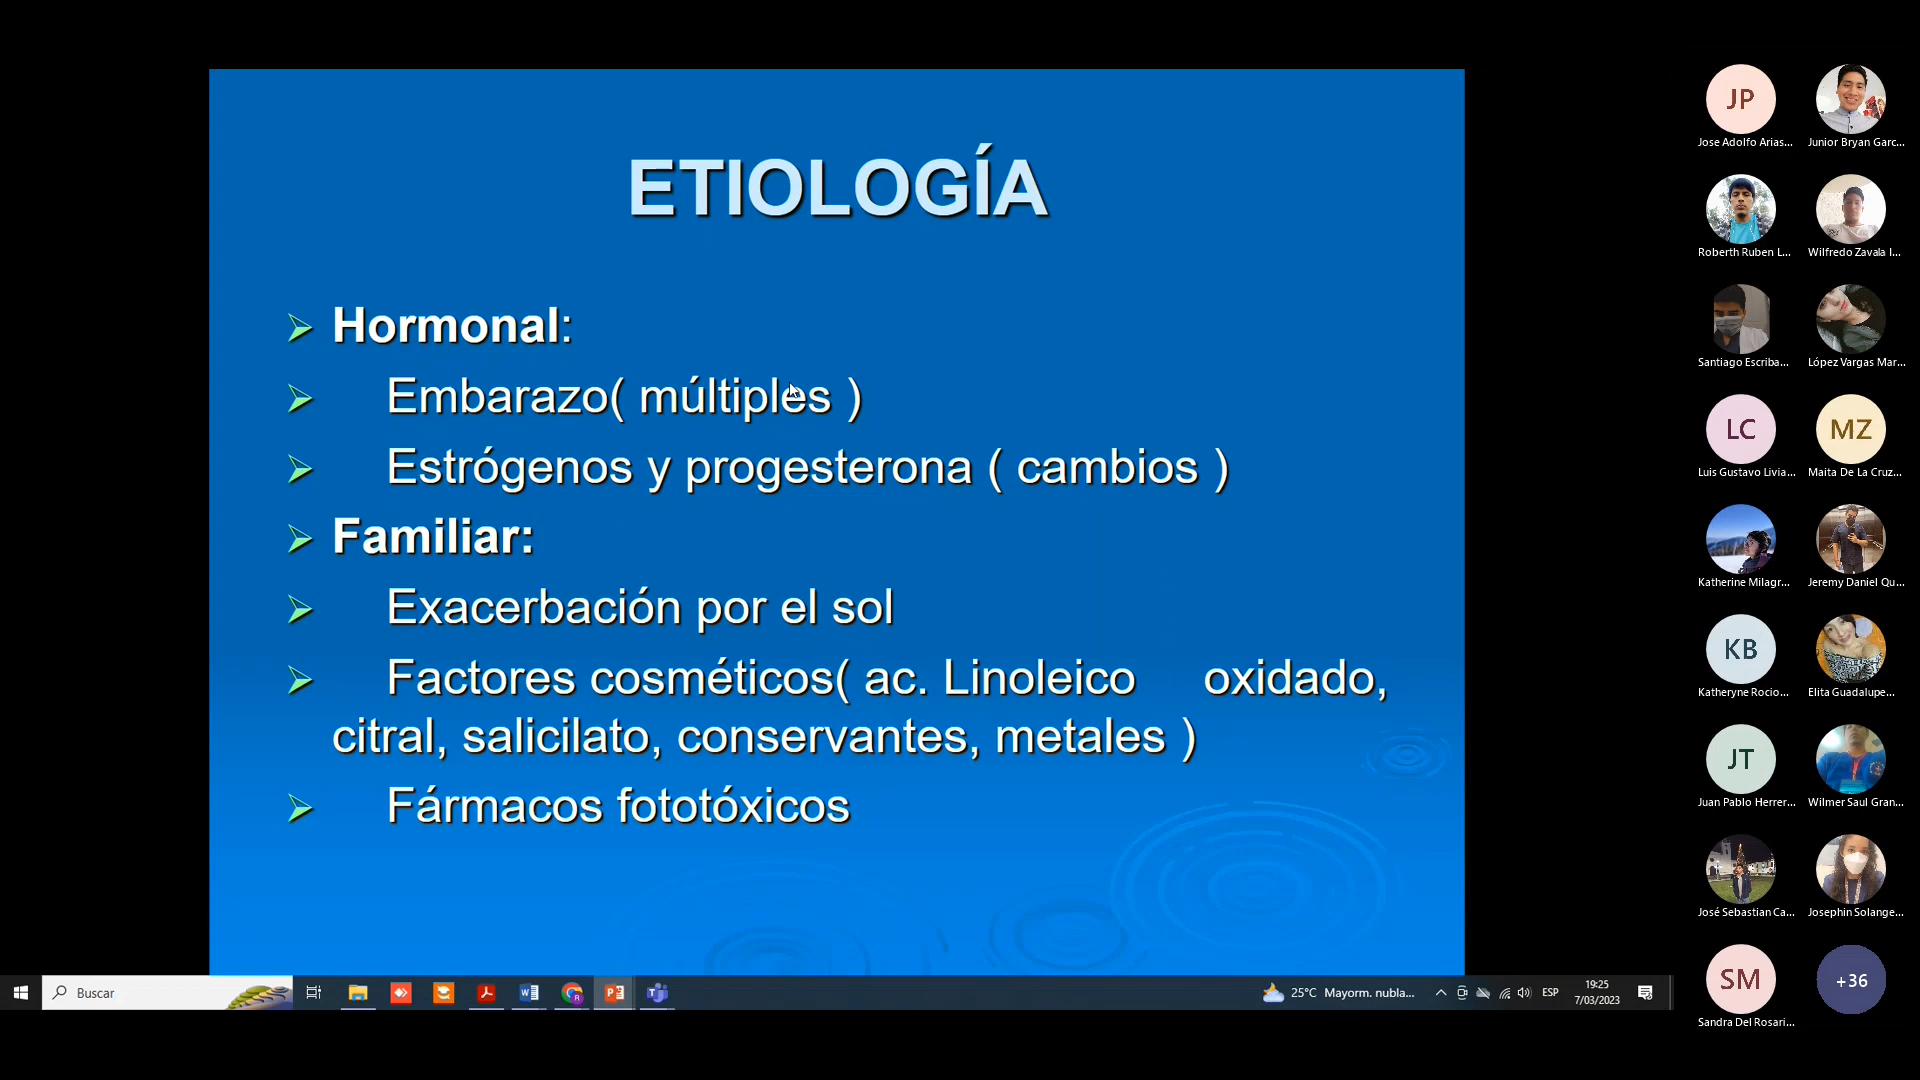 ETIOLOGÍA
Hormonal:
Embarazo( múltiples )
Estrógenos y progesterona ( cambios )
Familiar:
Exacerbación por el sol
Factores cosméticos( ac. Linoleico oxidado,
citral, salicilato, conservantes, metales )
Fármacos fototóxicos
JP
Jose Adolfo Arias...
Junior Bryan Garc...
Roberth Ruben L...
Wilfredo Zavala I...
Santiago Escriba...
López Vargas Mar...
LC
Luis Gustavo Livia...
MZ
Maita De La Cruz...
Katherine Milagr...
Jeremy Daniel Qu...
KB
Katheryne Rocio...
Elita Guadalupe...
JT
Juan Pablo Herrer...
Wilmer Saul Gran...
José Sebastian Ca...
Josephin Solange...
SM
Sandra Del Rosari...
+36
Buscar
25°C Mayorm. nubla...
ESP
19:25
7/03/2023